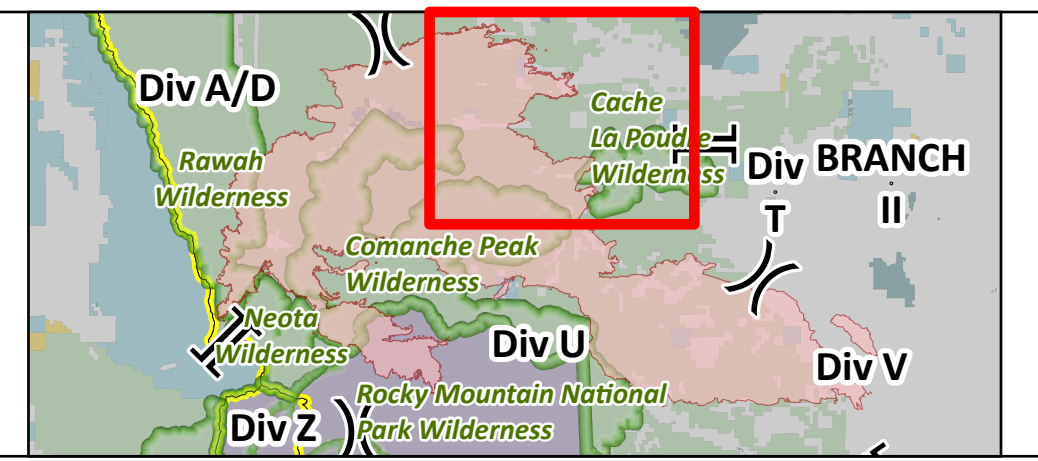 Div A/D
Rawah
Wilderness
Cache
La Poudre
Wilderness
Div
T
BRANCH
II
Comanche Peak
Wilderness
Neota
Wilderness
Div U
Div V
Rocky Mountain National
Park Wilderness
Div Z